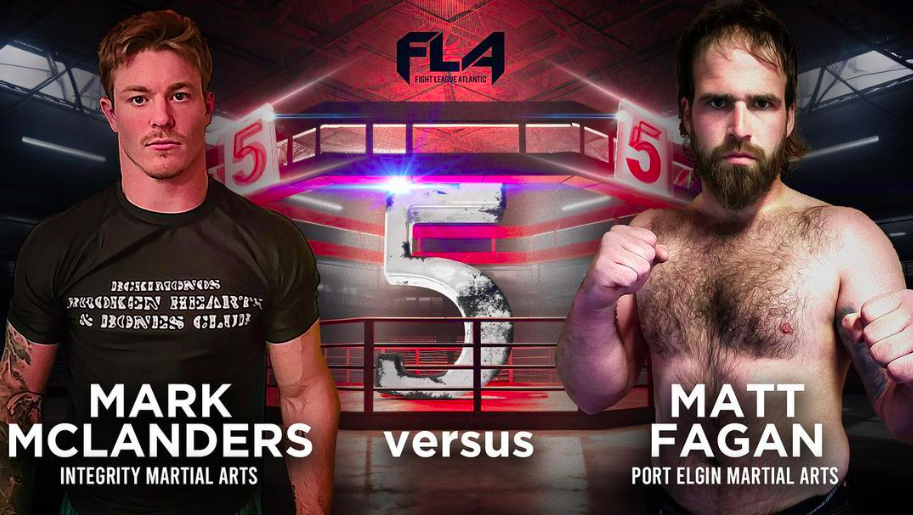 FLA
FIGHT LEAGUE ATLANTIC
5
5
5
BCKIMONOS
BROKEN HEARTS
& BONES CLUB
MARK
MCLANDERS
INTEGRITY MARTIAL ARTS
versus
MATT
FAGAN
PORT ELGIN MARTIAL ARTS